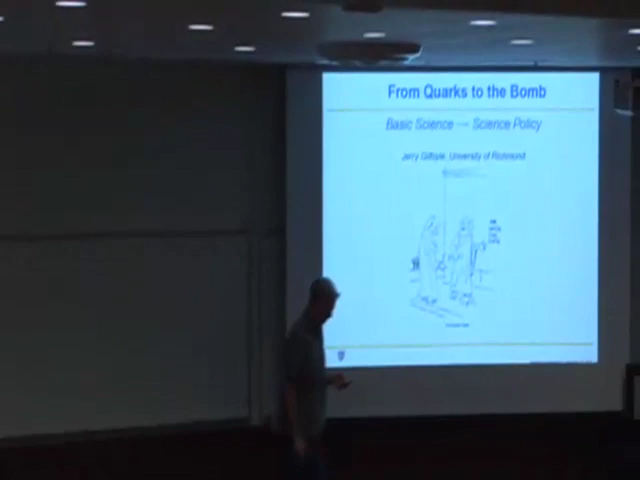 From Quarks to the Bomb
Basic Science — Science Policy
Jerry Gilfoyle, University of Richmond